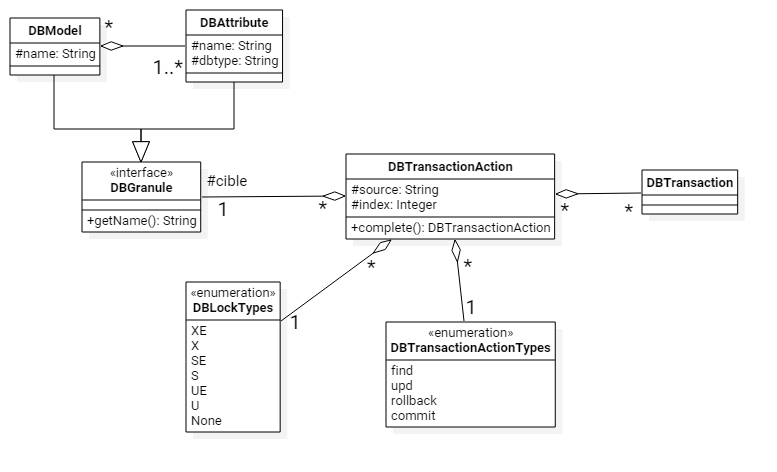 DBModel
#name: String
*
1..*
DBAttribute
#name: String
#dbtype: String
«interface»
DBGranule
+getName(): String
#cible
1
*
DBTransactionAction
#source: String
#index: Integer
+complete(): DBTransactionAction
*
*
DBTransaction
*
1
*
1
«enumeration»
DBLockTypes
XE
X
SE
S
UE
U
None
«enumeration»
DBTransactionActionTypes
find
upd
rollback
commit